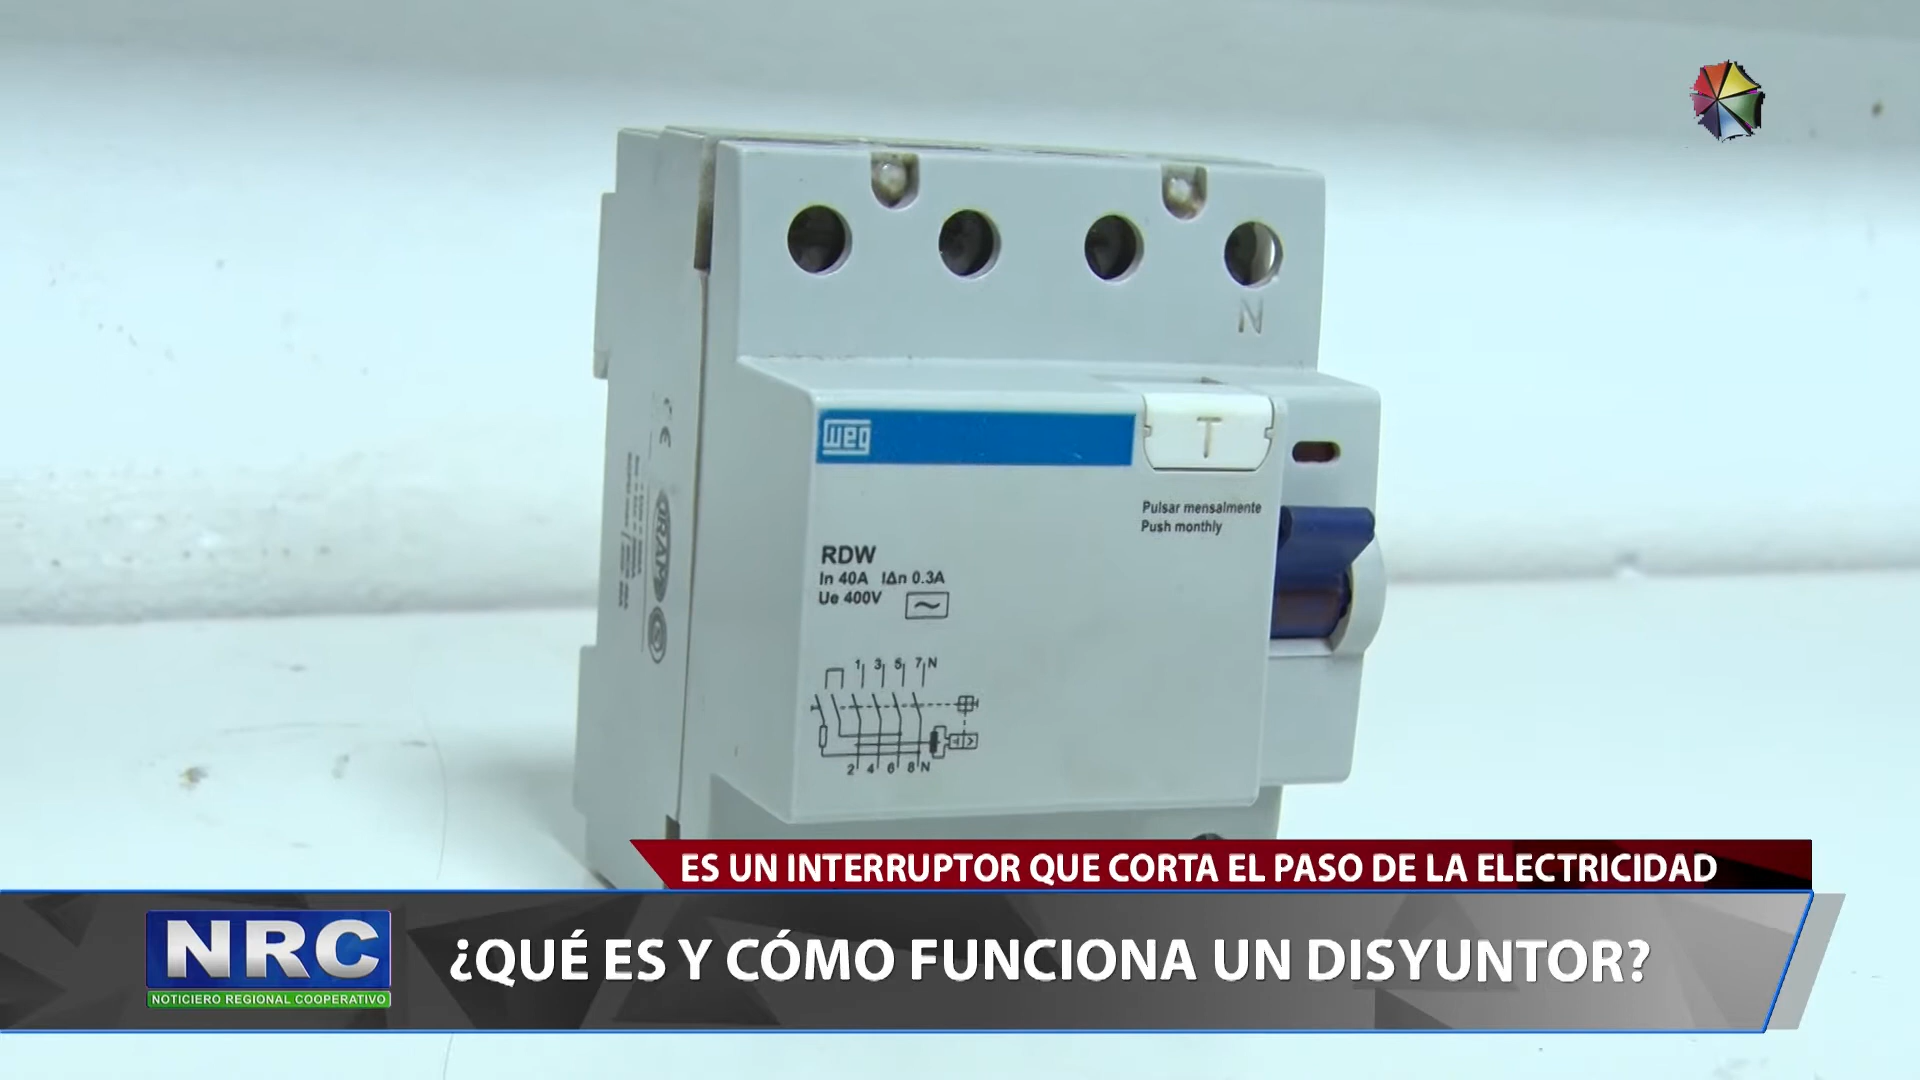 N
weg
T
Pulsar mensalmente
Push monthly
RDW
In 40A IΔn 0.3A
Ue 400V
1 3 5 7 N
2 4 6 8 N
CE
IRAM
ES UN INTERRUPTOR QUE CORTA EL PASO DE LA ELECTRICIDAD
NRC
NOTICIERO REGIONAL COOPERATIVO
¿QUÉ ES Y CÓMO FUNCIONA UN DISYUNTOR?